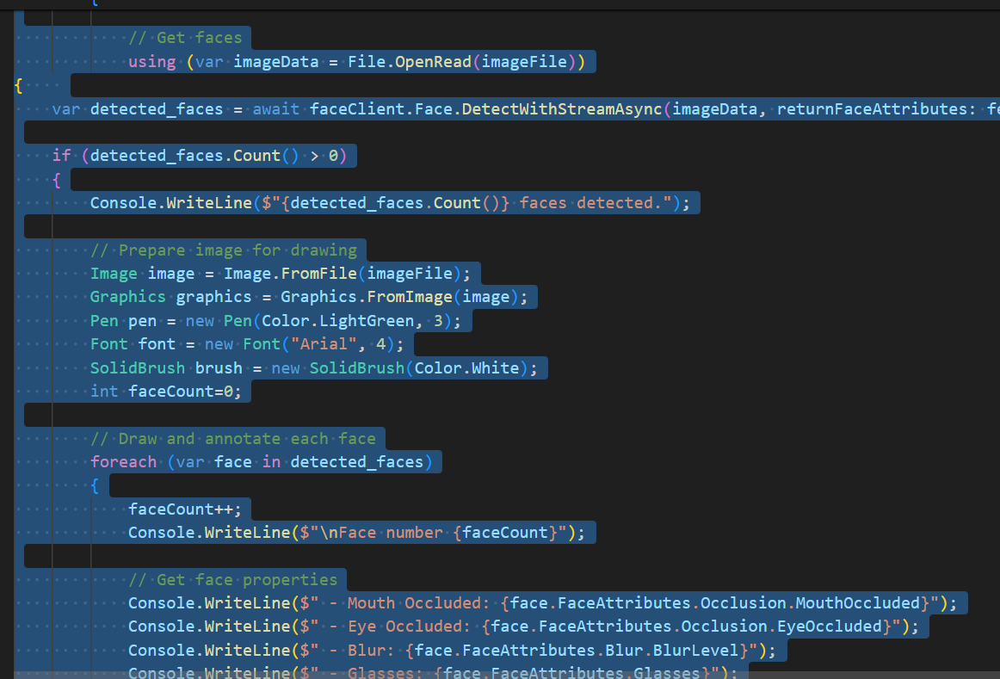 {
// Get faces
using (var imageData = File.OpenRead(imageFile))
{
var detected_faces = await faceClient.Face.DetectWithStreamAsync(imageData, returnFaceAttributes: fe
if (detected_faces.Count() > 0)
{
Console.WriteLine($"{detected_faces.Count()} faces detected.");
// Prepare image for drawing
Image image = Image.FromFile(imageFile);
Graphics graphics = Graphics.FromImage(image);
Pen pen = new Pen(Color.LightGreen, 3);
Font font = new Font("Arial", 4);
SolidBrush brush = new SolidBrush(Color.White);
int faceCount=0;
// Draw and annotate each face
foreach (var face in detected_faces)
{
faceCount++;
Console.WriteLine($"\nFace number {faceCount}");
// Get face properties
Console.WriteLine($" - Mouth Occluded: {face.FaceAttributes.Occlusion.MouthOccluded}");
Console.WriteLine($" - Eye Occluded: {face.FaceAttributes.Occlusion.EyeOccluded}");
Console.WriteLine($" - Blur: {face.FaceAttributes.Blur.BlurLevel}");
Console.WriteLine($" - Glasses: {face.FaceAttributes.Glasses}");